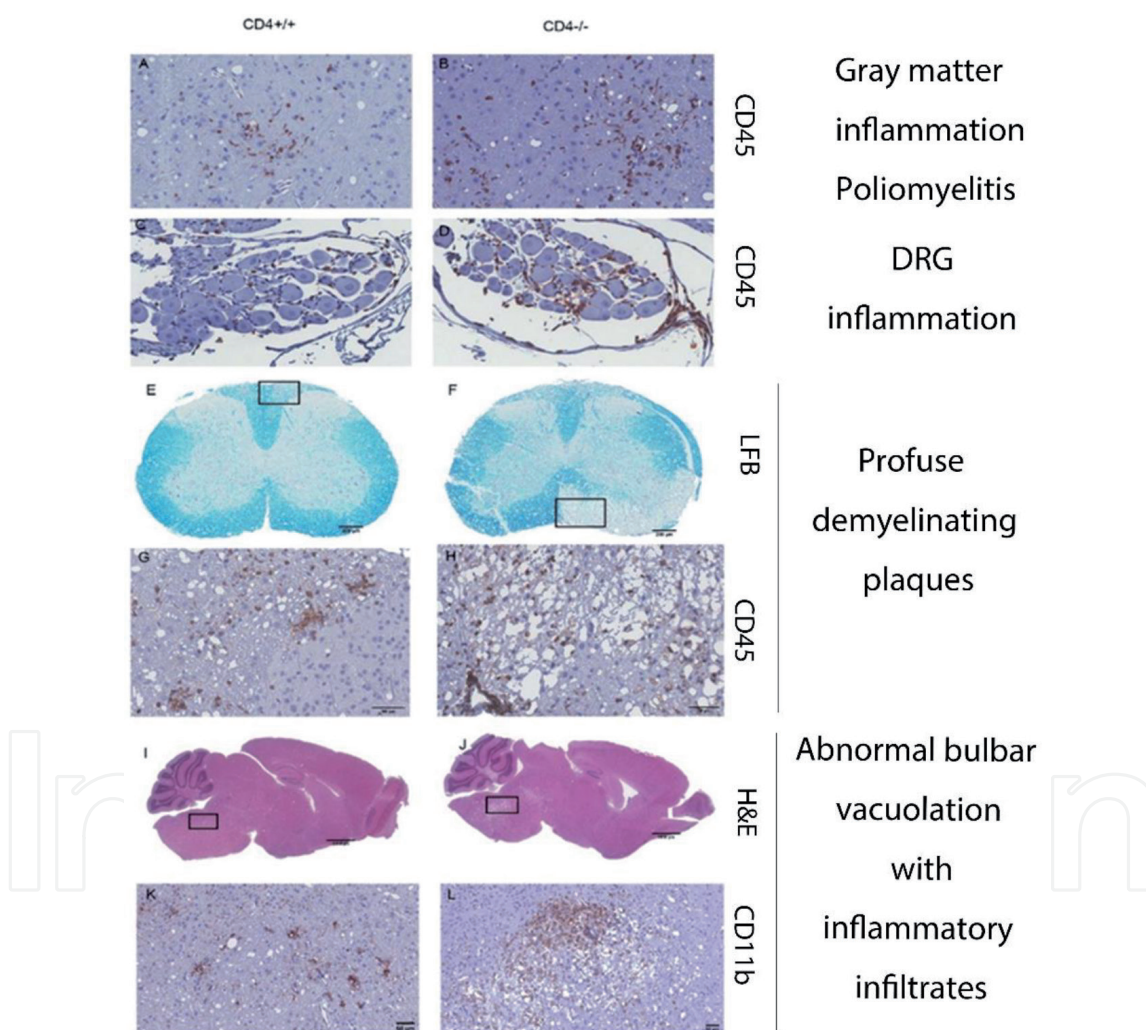 CD4+/+
CD4-/-
A
B
CD45
Gray matter
inflammation
Poliomyelitis
C
D
CD45
DRG
inflammation
E
F
LFB
G
H
CD45
Profuse
demyelinating
plaques
I
J
H&E
K
L
CD11b
Abnormal bulbar
vacuolation
with
inflammatory
infiltrates
In
n